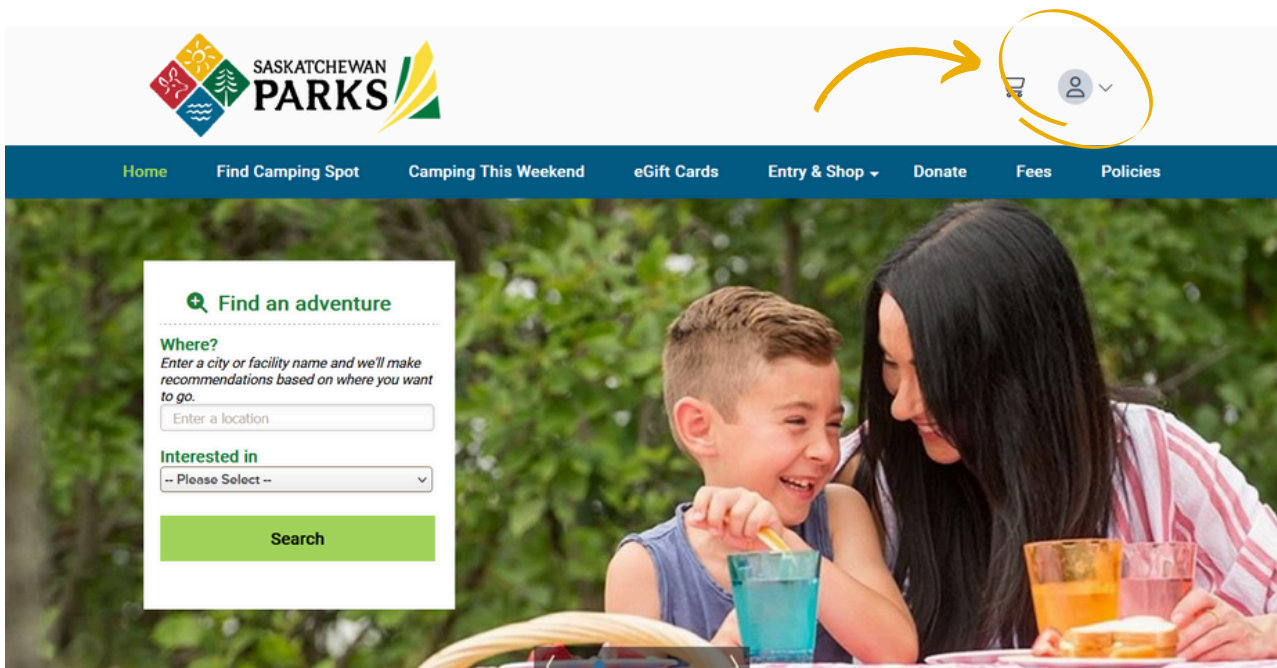 SASKATCHEWAN
PARKS
Home Find Camping Spot Camping This Weekend eGift Cards Entry & Shop Donate Fees Policies
Find an adventure
Where?
Enter a city or facility name and we'll make
recommendations based on where you want
to go.
Enter a location
Interested in
-- Please Select --
Search